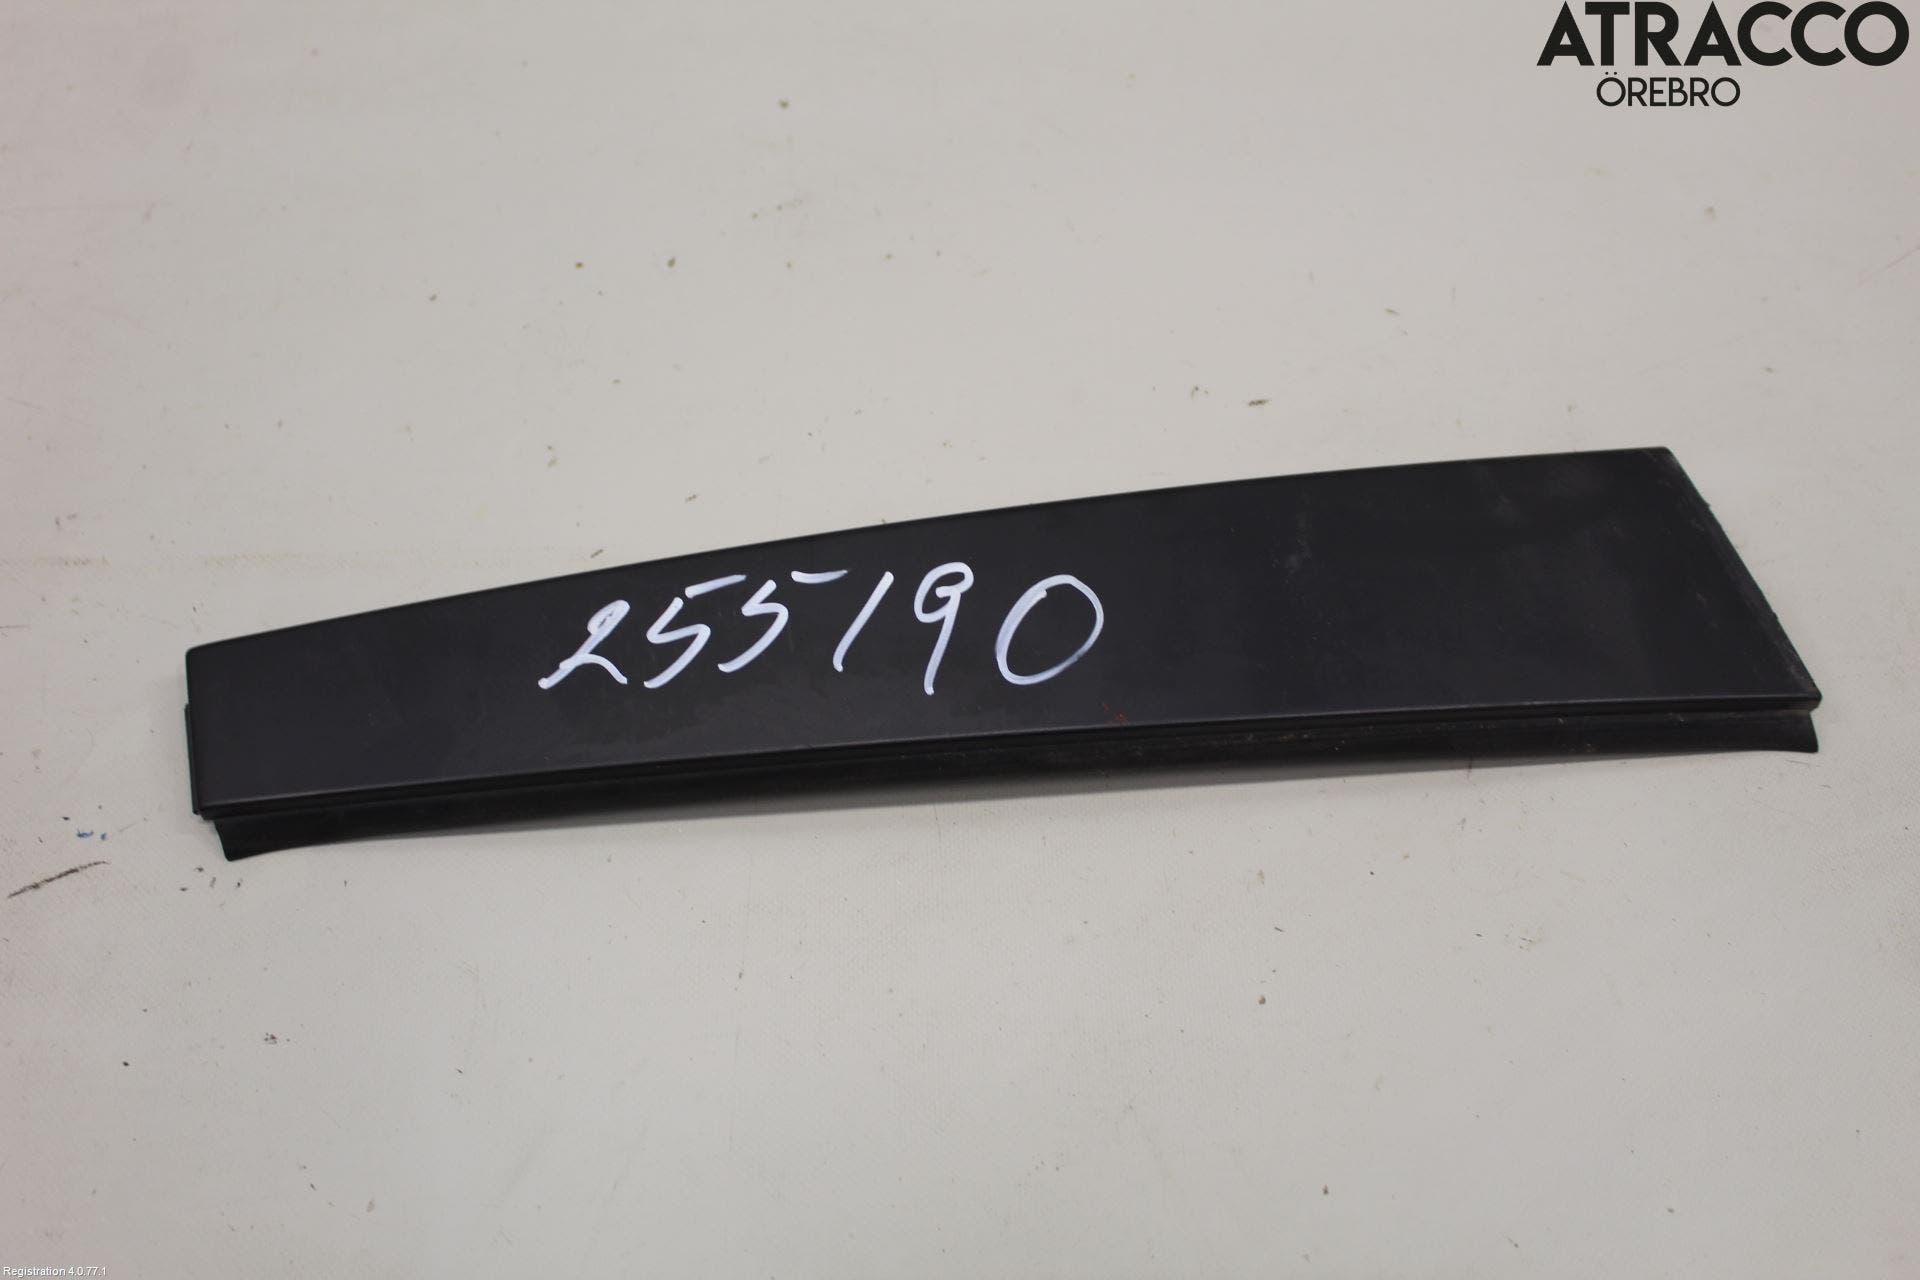 ATRACCO
ÖREBRO
255190
Registration 4.0.77.1